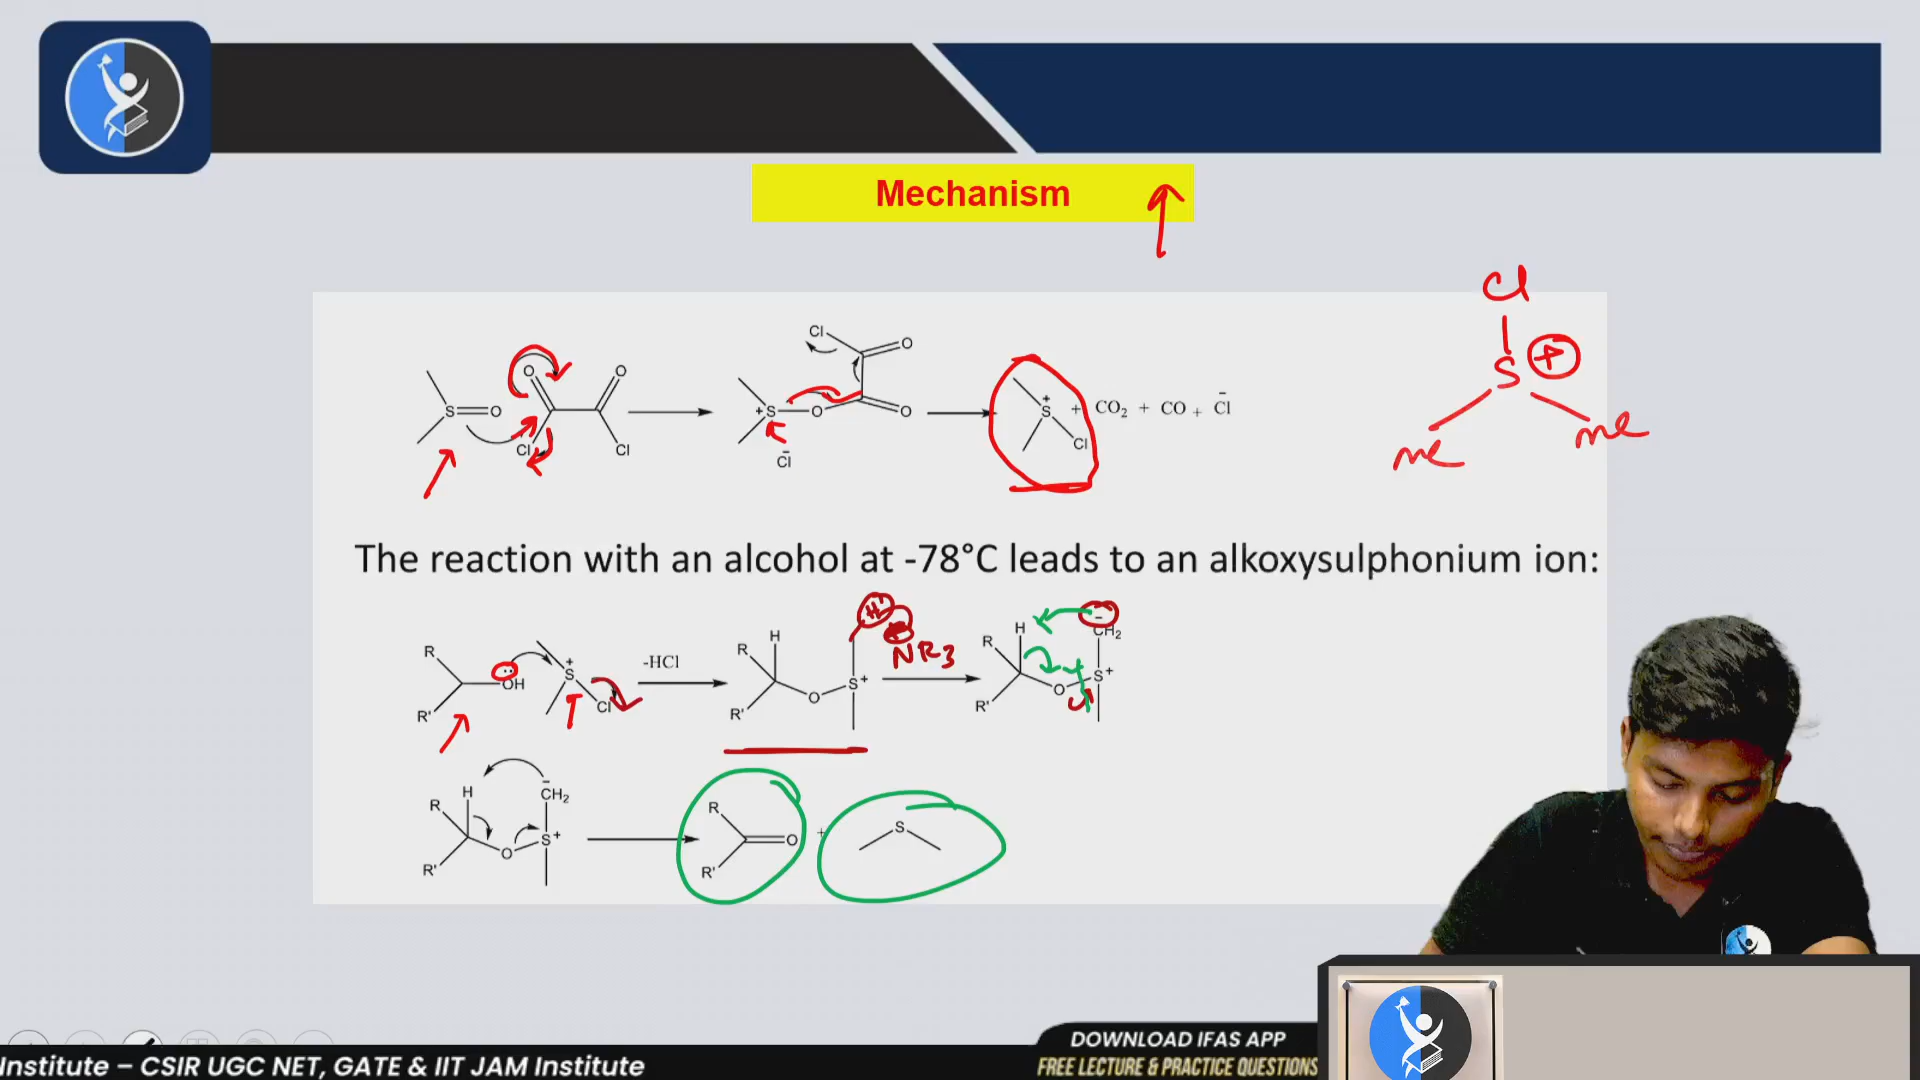 Mechanism
Cl
S +
me me
Cl O
O O
S O S + O O S + + CO₂ + CO + Cl⁻
Cl Cl Cl⁻ Cl
The reaction with an alcohol at -78°C leads to an alkoxysulphonium ion:
H
R H R H CH₂⁻
R OH S + -HCl O S + NR3 O S +
R' Cl R' R'
H CH₂⁻
R R S
O S + O +
R' R'
DOWNLOAD IFAS APP
Institute – CSIR UGC NET, GATE & IIT JAM Institute
FREE LECTURE & PRACTICE QUESTIONS